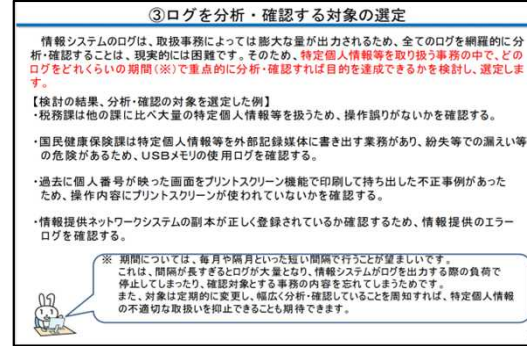 ③ログを分析・確認する対象の選定
情報システムのログは、取扱事務によっては膨大な量が出力されるため、全てのログを網羅的に分
析・確認することは、現実的には困難です。そのため、特定個人情報等を取り扱う事務の中で、どの
ログをどれくらいの期間(※)で重点的に分析・確認すれば目的を達成できるかを検討し、選定しま
す。
【検討の結果、分析・確認の対象を選定した例】
・税務課は他の課に比べ大量の特定個人情報等を扱うため、操作誤りがないかを確認する。
・国民健康保険課は特定個人情報等を外部記録媒体に書き出す業務があり、紛失等での漏えい等
の危険があるため、USBメモリの使用ログを確認する。
・過去に個人番号が映った画面をプリントスクリーン機能で印刷して持ち出した不正事例があった
ため、操作内容にプリントスクリーンが使われていないかを確認する。
・情報提供ネットワークシステムの副本が正しく登録されているか確認するため、情報提供のエラー
ログを確認する。
※ 期間については、毎月や隔月といった短い間隔で行うことが望ましいです。
これは、間隔が長すぎるとログが大量となり、情報システムがログを出力する際の負荷で
停止してしまったり、確認対象とする事務の内容を忘れてしまうためです。
また、対象は定期的に変更し、幅広く分析・確認していることを周知すれば、特定個人情報
の不適切な取扱いを抑止できることも期待できます。